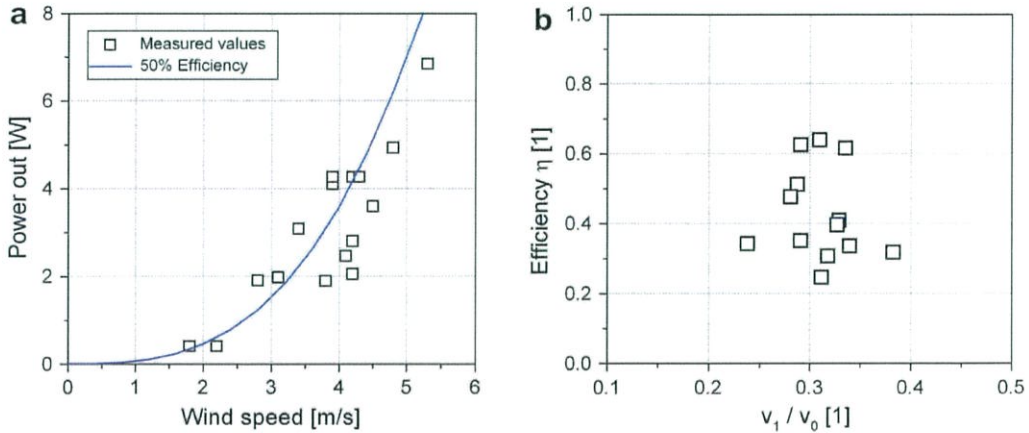 a
8
6
4
2
0
Power out [W]
Measured values
50% Efficiency
0 1 2 3 4 5 6
Wind speed [m/s]
b
1.0
0.8
0.6
0.4
0.2
0.0
Efficiency η [1]
0.1 0.2 0.3 0.4 0.5
v₁ / v₀ [1]